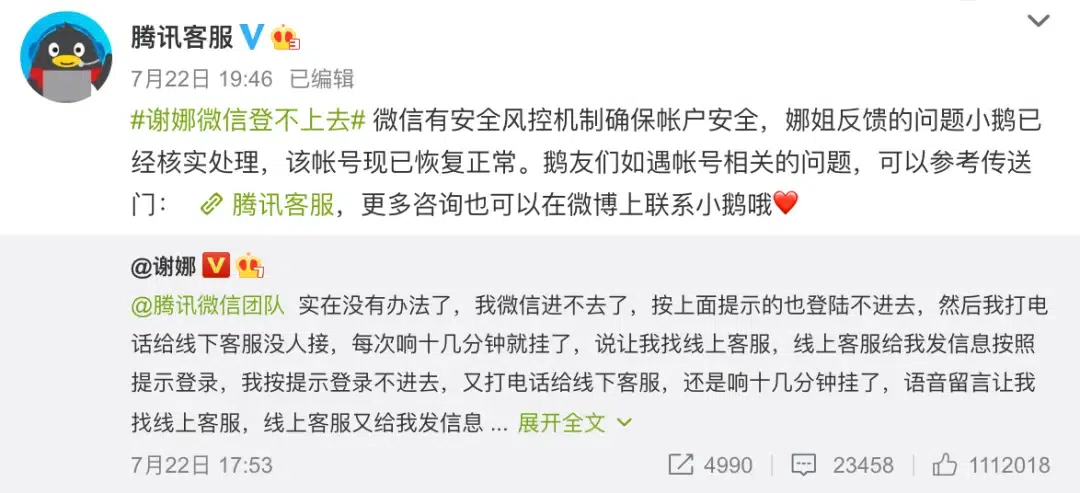 腾讯客服
7月22日 19:46 已编辑
#谢娜微信登不上去# 微信有安全风控机制确保帐户安全，娜姐反馈的问题小鹅已
经核实处理，该帐号现已恢复正常。鹅友们如遇帐号相关的问题，可以参考传送
门： 腾讯客服，更多咨询也可以在微博上联系小鹅哦❤️
@谢娜
@腾讯微信团队 实在没有办法了，我微信进不去了，按上面提示的也登陆不进去，然后我打电
话给线下客服没人接，每次响十几分钟就挂了，说让我找线上客服，线上客服给我发信息按照
提示登录，我按提示登录不进去，又打电话给线下客服，还是响十几分钟挂了，语音留言让我
找线上客服，线上客服又给我发信息 ... 展开全文
7月22日 17:53 4990 23458 1112018